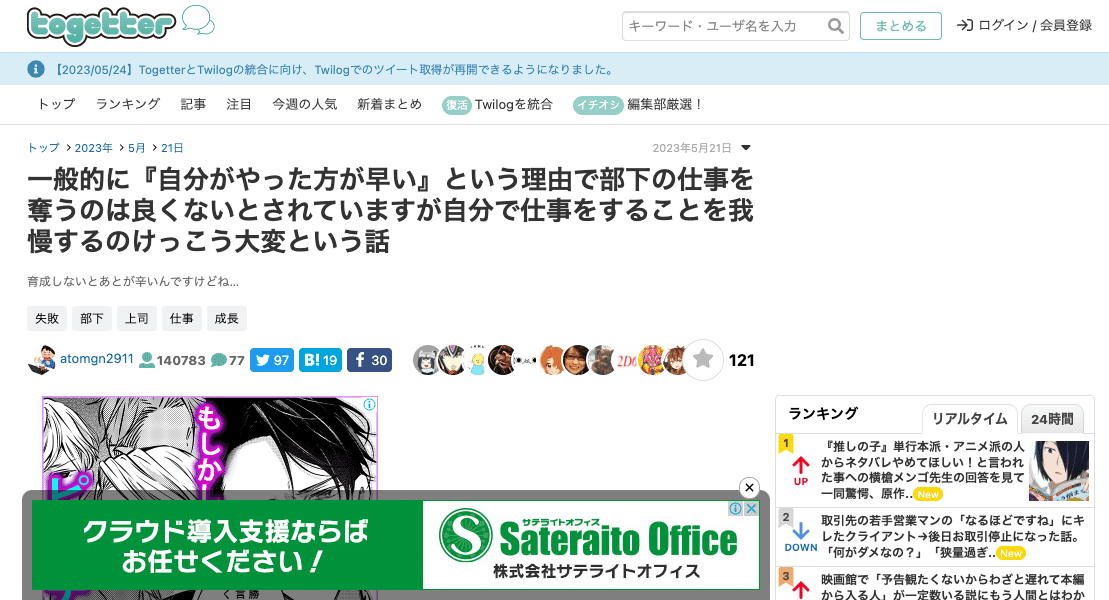 togetter
キーワード・ユーザ名を入力
まとめる
ログイン / 会員登録
【2023/05/24】TogetterとTwilogの統合に向け、Twilogでのツイート取得が再開できるようになりました。
トップ ランキング 記事 注目 今週の人気 新着まとめ 復活 Twilogを統合 イチオシ 編集部厳選！
トップ 2023年 5月 21日
2023年5月21日
一般的に『自分がやった方が早い』という理由で部下の仕事を
奪うのは良くないとされていますが自分で仕事をすることを我
慢するのけっこう大変という話
育成しないとあとが辛いんですけどね...
失敗 部下 上司 仕事 成長
atomgn2911 140783 77 97 B! 19 30 121
もしか
ピ
ランキング リアルタイム 24時間
1
UP
『推しの子』単行本派・アニメ派の人
からネタバレやめてほしい！と言われ
た事への横槍メンゴ先生の回答を見て
一同驚愕、原作.. New
2
DOWN
取引先の若手営業マンの「なるほどですね」にキ
レたクライアント→後日お取引停止になった話。
「何がダメなの？」「狭量過ぎ.. New
3
映画館で「予告観たくないからわざと遅れて本編
から入る人」が一定数いる説にもう人間とはわか
クラウド導入支援ならば
お任せください！
サテライトオフィス
Sateraito Office
株式会社サテライトオフィス